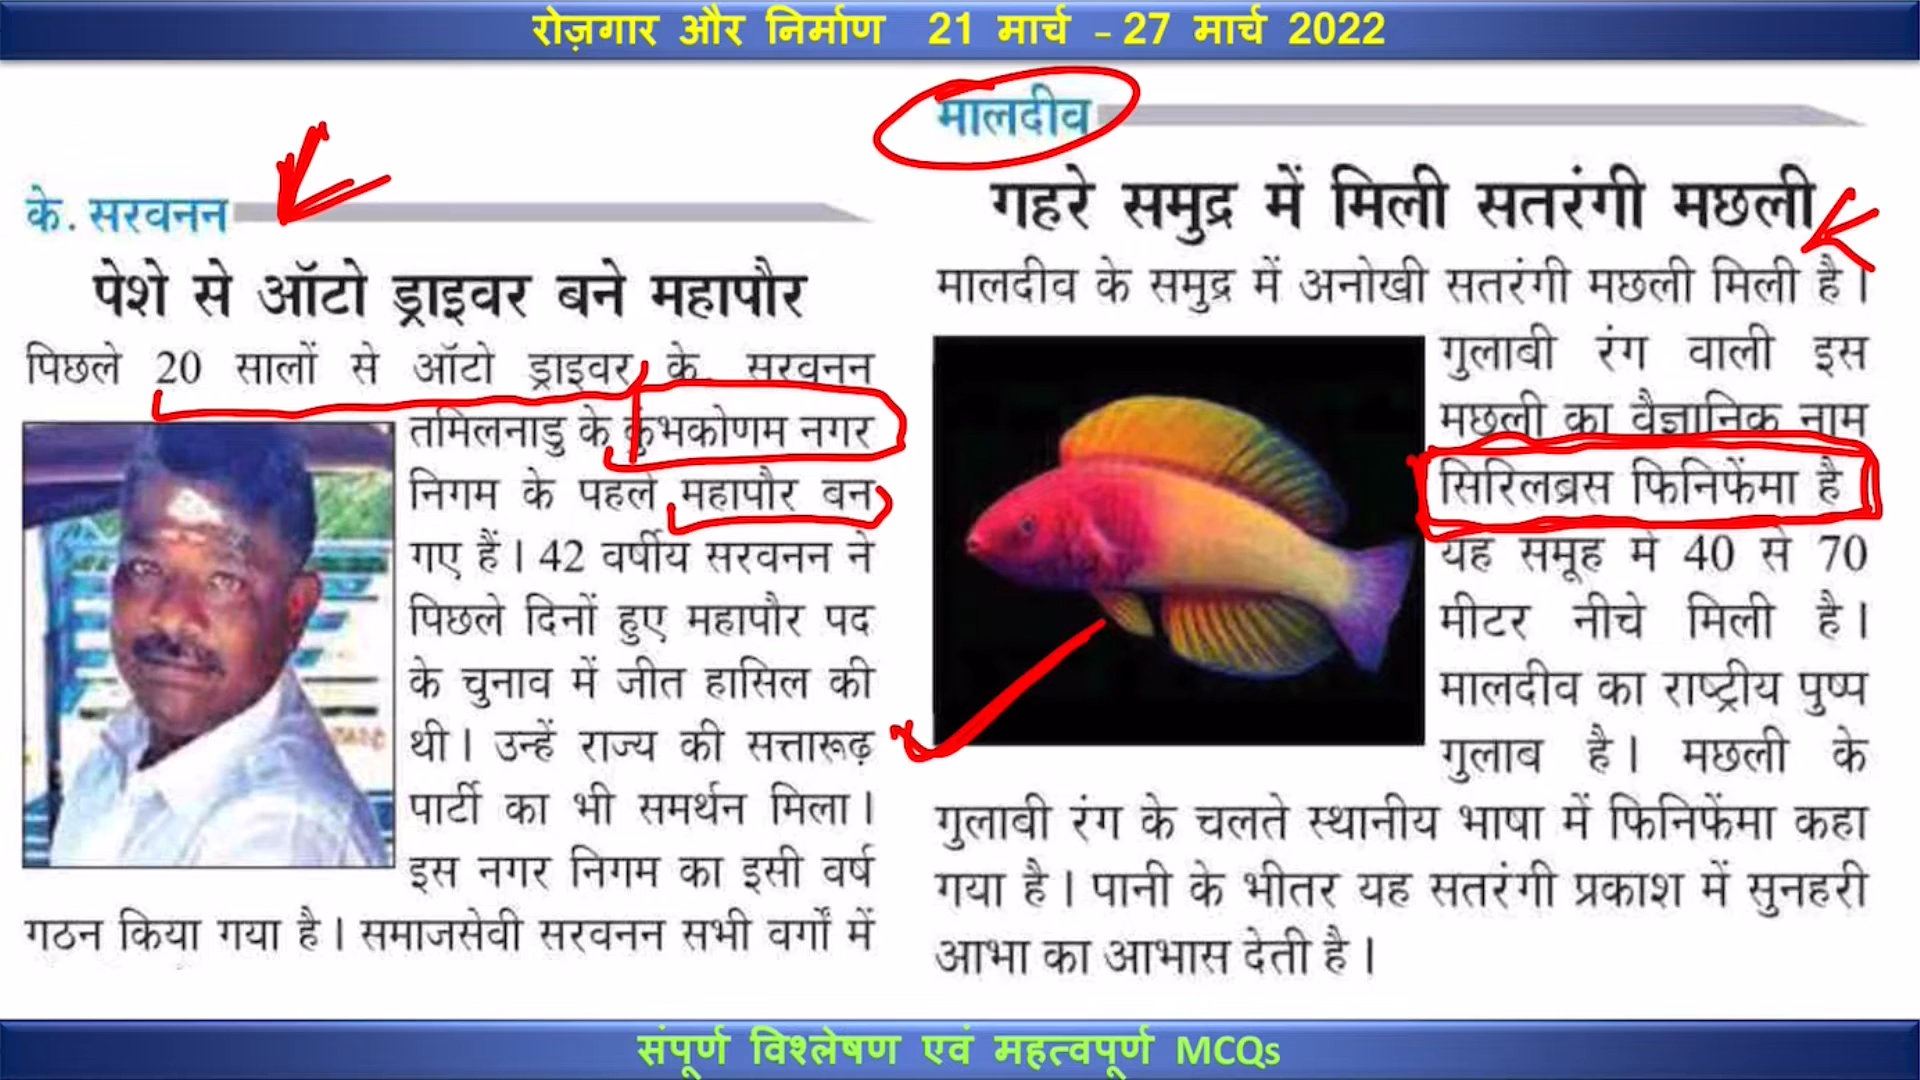 रोज़गार और निर्माण 21 मार्च - 27 मार्च 2022
के. सरवनन
पेशे से ऑटो ड्राइवर बने महापौर
पिछले 20 सालों से ऑटो ड्राइवर के सरवनन
तमिलनाडु के कुंभकोणम नगर
निगम के पहले महापौर बन
गए हैं। 42 वर्षीय सरवनन ने
पिछले दिनों हुए महापौर पद
के चुनाव में जीत हासिल की
थी। उन्हें राज्य की सत्तारूढ़
पार्टी का भी समर्थन मिला।
इस नगर निगम का इसी वर्ष
गठन किया गया है। समाजसेवी सरवनन सभी वर्गों में
मालदीव
गहरे समुद्र में मिली सतरंगी मछली
मालदीव के समुद्र में अनोखी सतरंगी मछली मिली है।
गुलाबी रंग वाली इस
मछली का वैज्ञानिक नाम
सिरिलब्रस फिनिफेंमा है
यह समूह में 40 से 70
मीटर नीचे मिली है।
मालदीव का राष्ट्रीय पुष्प
गुलाब है। मछली के
गुलाबी रंग के चलते स्थानीय भाषा में फिनिफेंमा कहा
गया है। पानी के भीतर यह सतरंगी प्रकाश में सुनहरी
आभा का आभास देती है।
संपूर्ण विश्लेषण एवं महत्वपूर्ण MCQs